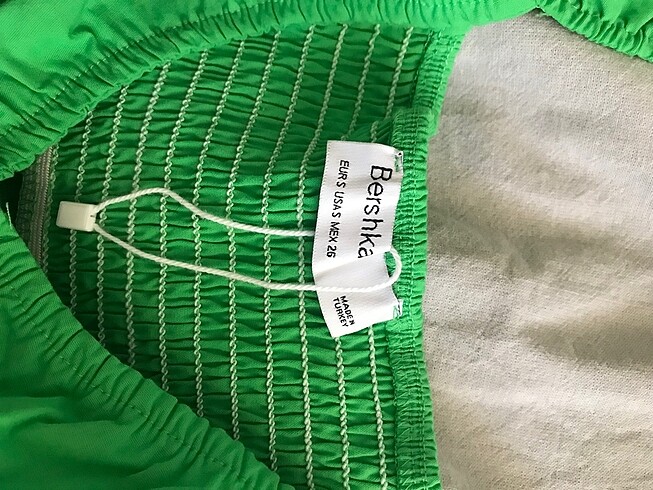 Bershka
EUR S USA S MEX 26
MADE IN
TURKEY